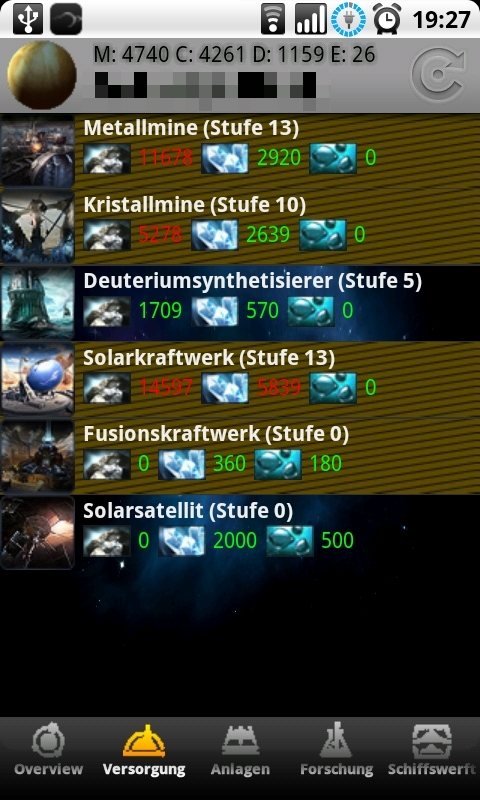 19:27
M: 4740 C: 4261 D: 1159 E: 26
Metallmine (Stufe 13)
11678 2920 0
Kristallmine (Stufe 10)
5278 2639 0
Deuteriumsynthetisierer (Stufe 5)
1709 570 0
Solarkraftwerk (Stufe 13)
14597 5839 0
Fusionskraftwerk (Stufe 0)
0 360 180
Solarsatellit (Stufe 0)
0 2000 500
Overview Versorgung Anlagen Forschung Schiffswerft